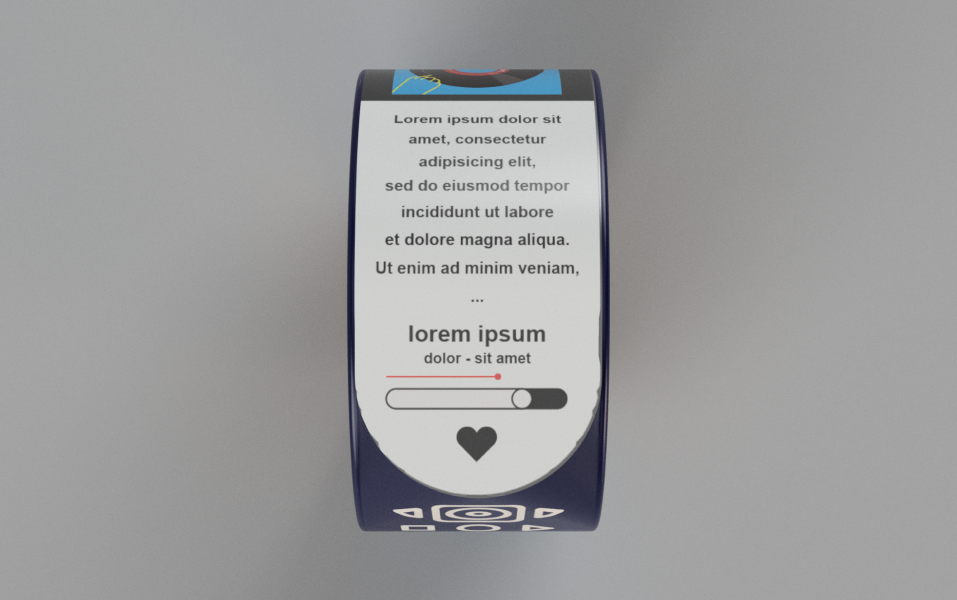 Lorem ipsum dolor sit
amet, consectetur
adipisicing elit,
sed do eiusmod tempor
incididunt ut labore
et dolore magna aliqua.
Ut enim ad minim veniam,
...
lorem ipsum
dolor - sit amet